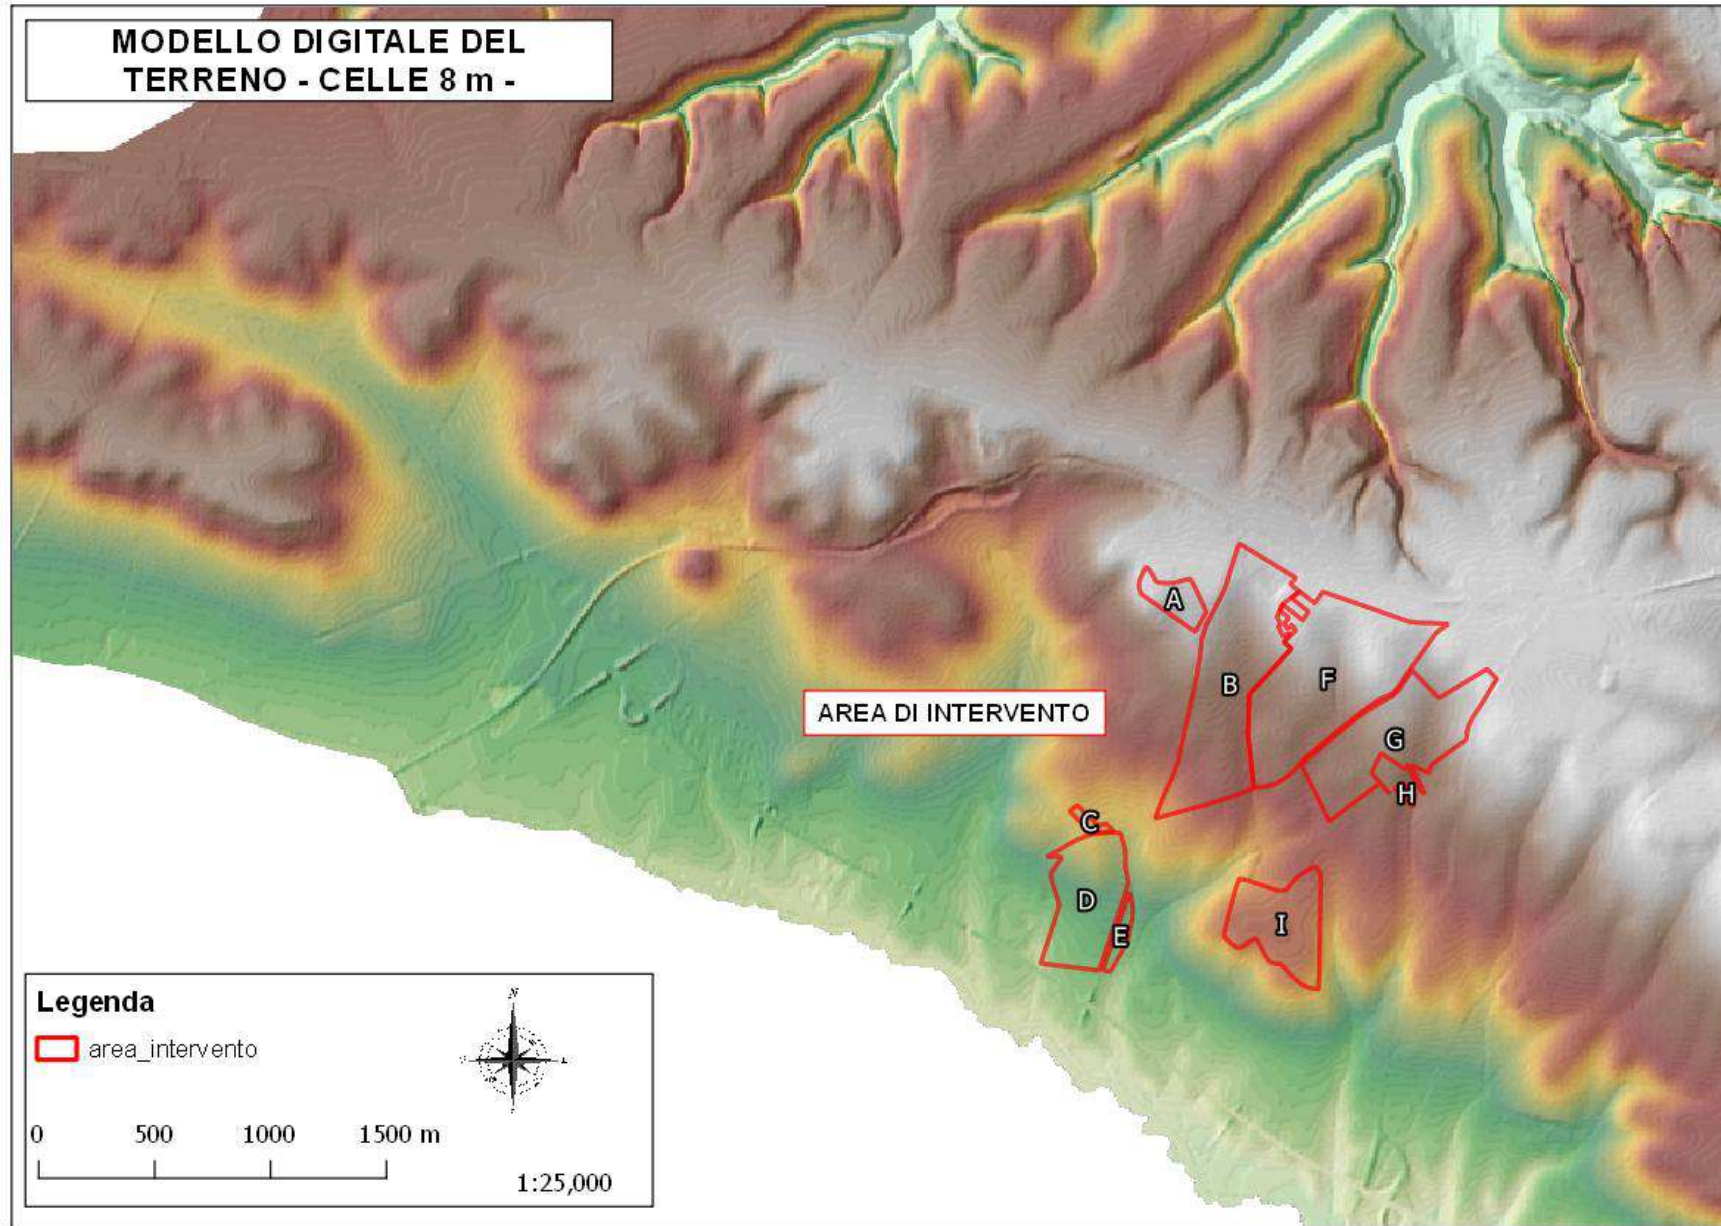 MODELLO DIGITALE DEL
TERRENO - CELLE 8 m -
A
B
F
G
H
AREA DI INTERVENTO
C
D
E
I
Legenda
area_intervento
N
0 500 1000 1500 m
1:25,000